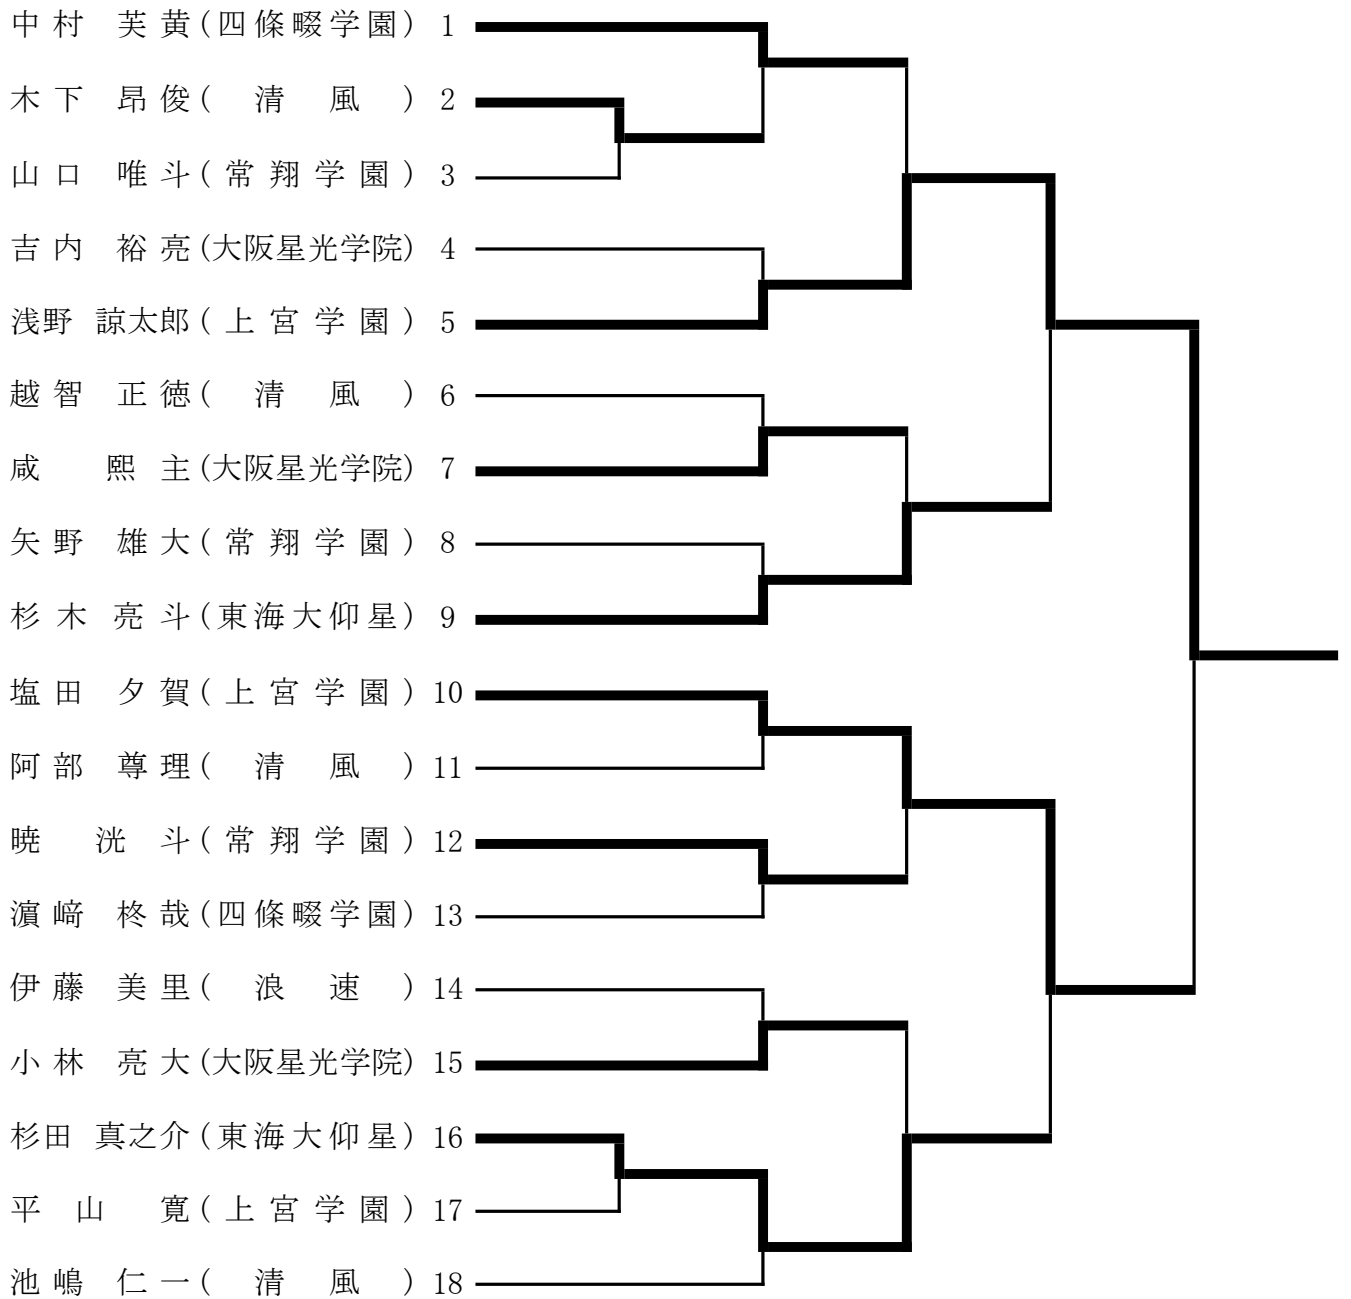 中村 芙黄(四條畷学園) 1
木下 昂俊( 清 風 ) 2
山口 唯斗(常翔学園) 3
吉内 裕亮(大阪星光学院) 4
浅野 諒太郎(上宮学園) 5
越智 正徳( 清 風 ) 6
咸 熙主(大阪星光学院) 7
矢野 雄大(常翔学園) 8
杉木 亮斗(東海大仰星) 9
塩田 夕賀(上宮学園) 10
阿部 尊理( 清 風 ) 11
暁 洸斗(常翔学園) 12
濵﨑 柊哉(四條畷学園) 13
伊藤 美里( 浪 速 ) 14
小林 亮大(大阪星光学院) 15
杉田 真之介(東海大仰星) 16
平山 寛(上宮学園) 17
池嶋 仁一( 清 風 ) 18